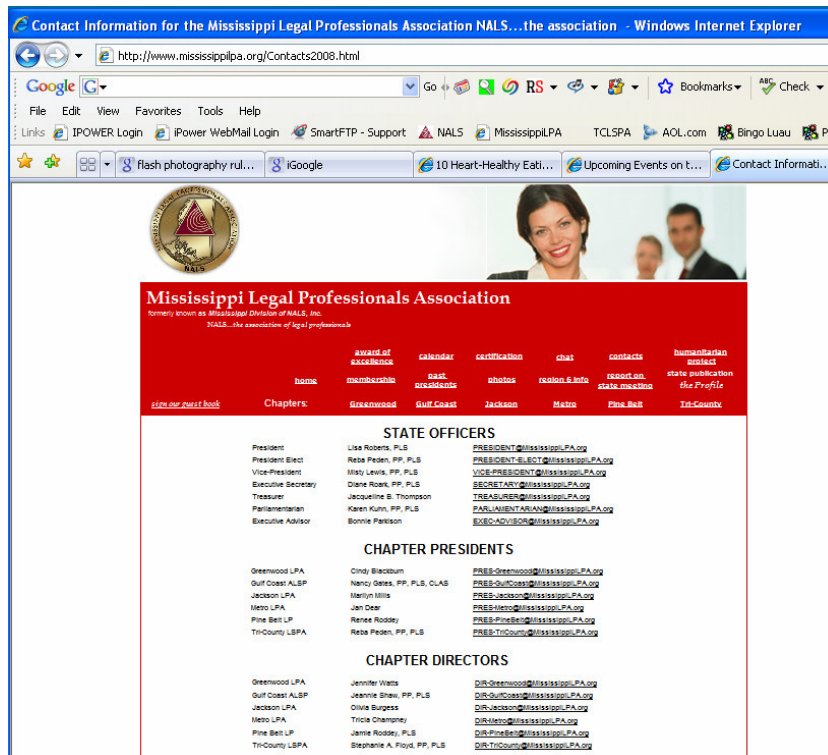 Contact Information for the Mississippi Legal Professionals Association NALS...the association - Windows Internet Explorer
http://www.mississippilpa.org/Contacts2008.html
Google G Go RS Bookmarks ABC Check
File Edit View Favorites Tools Help
Links IPOWER Login iPower WebMail Login SmartFTP - Support NALS MississippiLPA TCLSPA AOL.com Bingo Luau P
flash photography rul... iGoogle 10 Heart-Healthy Eati... Upcoming Events on t... Contact Informati...
MISSISSIPPI LEGAL PROFESSIONALS ASSOCIATION
NALS
Mississippi Legal Professionals Association
formerly known as Mississippi Division of NALS, Inc.
NALS...the association of legal professionals
award of excellence calendar certification chat contacts humanitarian project
home membership past presidents photos region 6 info report on state meeting state publication the Profile
sign our guest book Chapters: Greenwood Gulf Coast Jackson Metro Pine Belt Tri-County
STATE OFFICERS
President Lisa Roberts, PLS PRESIDENT@MississippiLPA.org
President Elect Reba Peden, PP, PLS PRESIDENT-ELECT@MississippiLPA.org
Vice-President Misty Lewis, PP, PLS VICE-PRESIDENT@MississippiLPA.org
Executive Secretary Diane Roark, PP, PLS SECRETARY@MississippiLPA.org
Treasurer Jacqueline B. Thompson TREASURER@MississippiLPA.org
Parliamentarian Karen Kuhn, PP, PLS PARLIAMENTARIAN@MississippiLPA.org
Executive Advisor Bonnie Parkison EXEC-ADVISOR@MississippiLPA.org
CHAPTER PRESIDENTS
Greenwood LPA Cindy Blackburn PRES-Greenwood@MississippiLPA.org
Gulf Coast ALSP Nancy Gates, PP, PLS, CLAS PRES-GulfCoast@MississippiLPA.org
Jackson LPA Marilyn Mills PRES-Jackson@MississippiLPA.org
Metro LPA Jan Dear PRES-Metro@MississippiLPA.org
Pine Belt LP Renee Roddey PRES-PineBelt@MississippiLPA.org
Tri-County LSPA Reba Peden, PP, PLS PRES-TriCounty@MississippiLPA.org
CHAPTER DIRECTORS
Greenwood LPA Jennifer Watts DIR-Greenwood@MississippiLPA.org
Gulf Coast ALSP Jeannie Shaw, PP, PLS DIR-GulfCoast@MississippiLPA.org
Jackson LPA Olivia Burgess DIR-Jackson@MississippiLPA.org
Metro LPA Tricia Champney DIR-Metro@MississippiLPA.org
Pine Belt LP Jamie Roddey, PLS DIR-PineBelt@MississippiLPA.org
Tri-County LSPA Stephanie A. Floyd, PP, PLS DIR-TriCounty@MississippiLPA.org